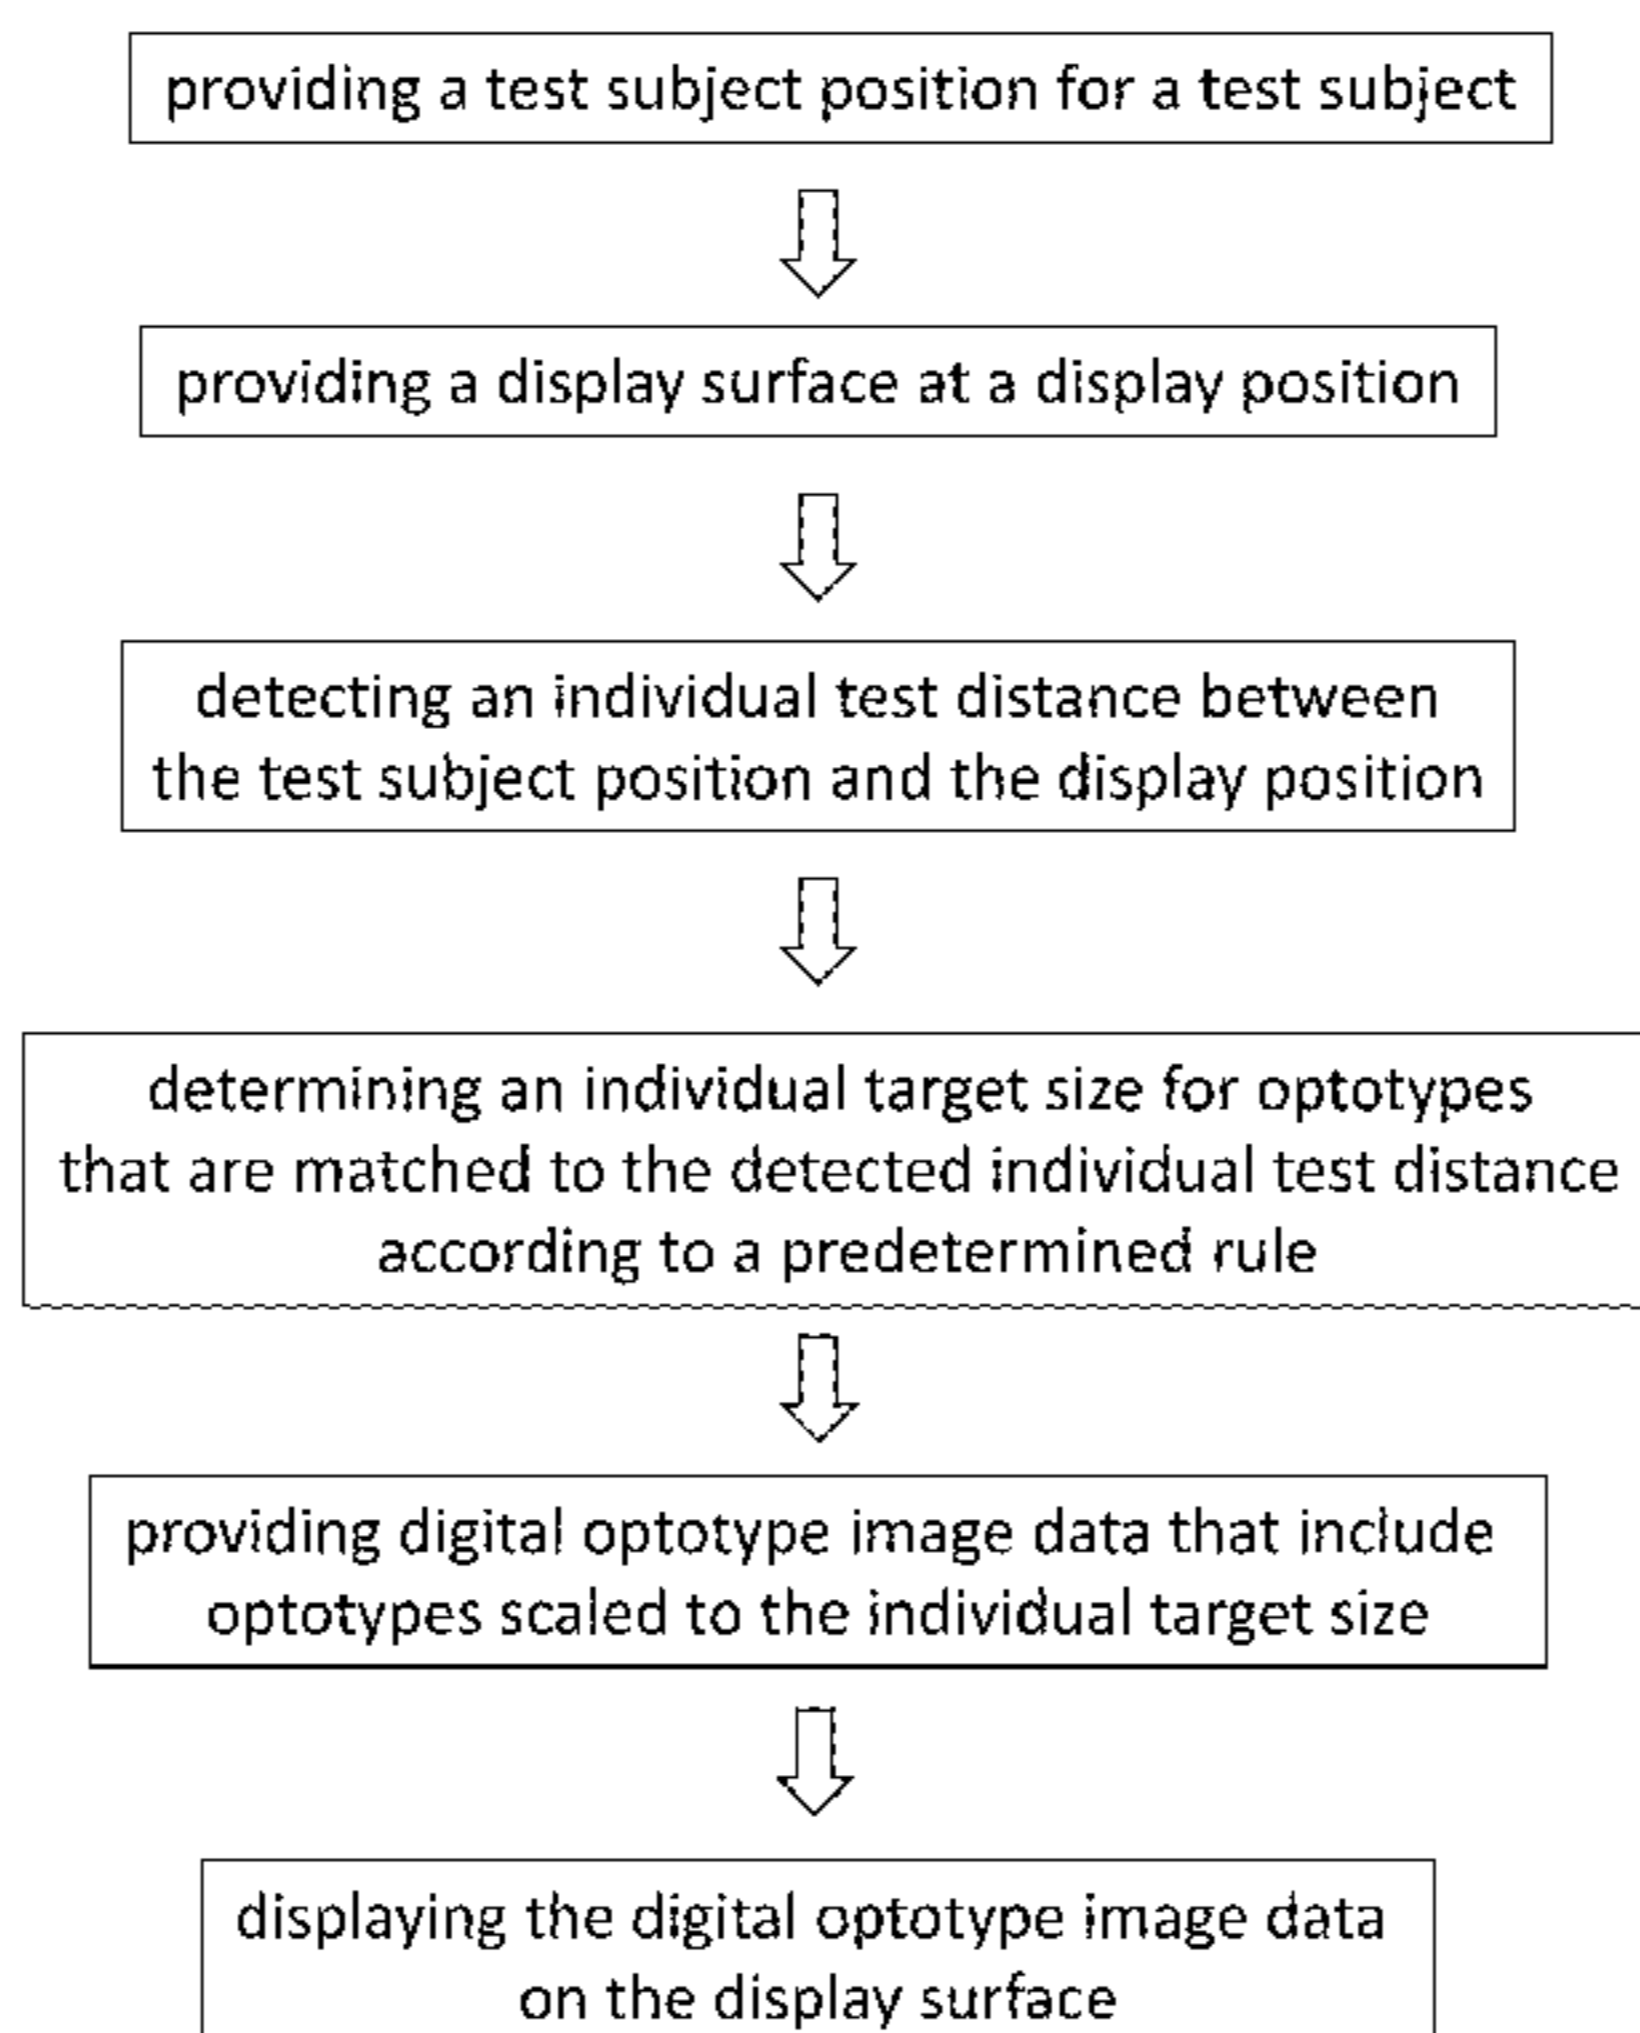 providing a test subject position for a test subject
providing a display surface at a display position
detecting an individual test distance between
the test subject position and the display position
determining an individual target size for optotypes
that are matched to the detected individual test distance
according to a predetermined rule
providing digital optotype image data that include
optotypes scaled to the individual target size
displaying the digital optotype image data
on the display surface